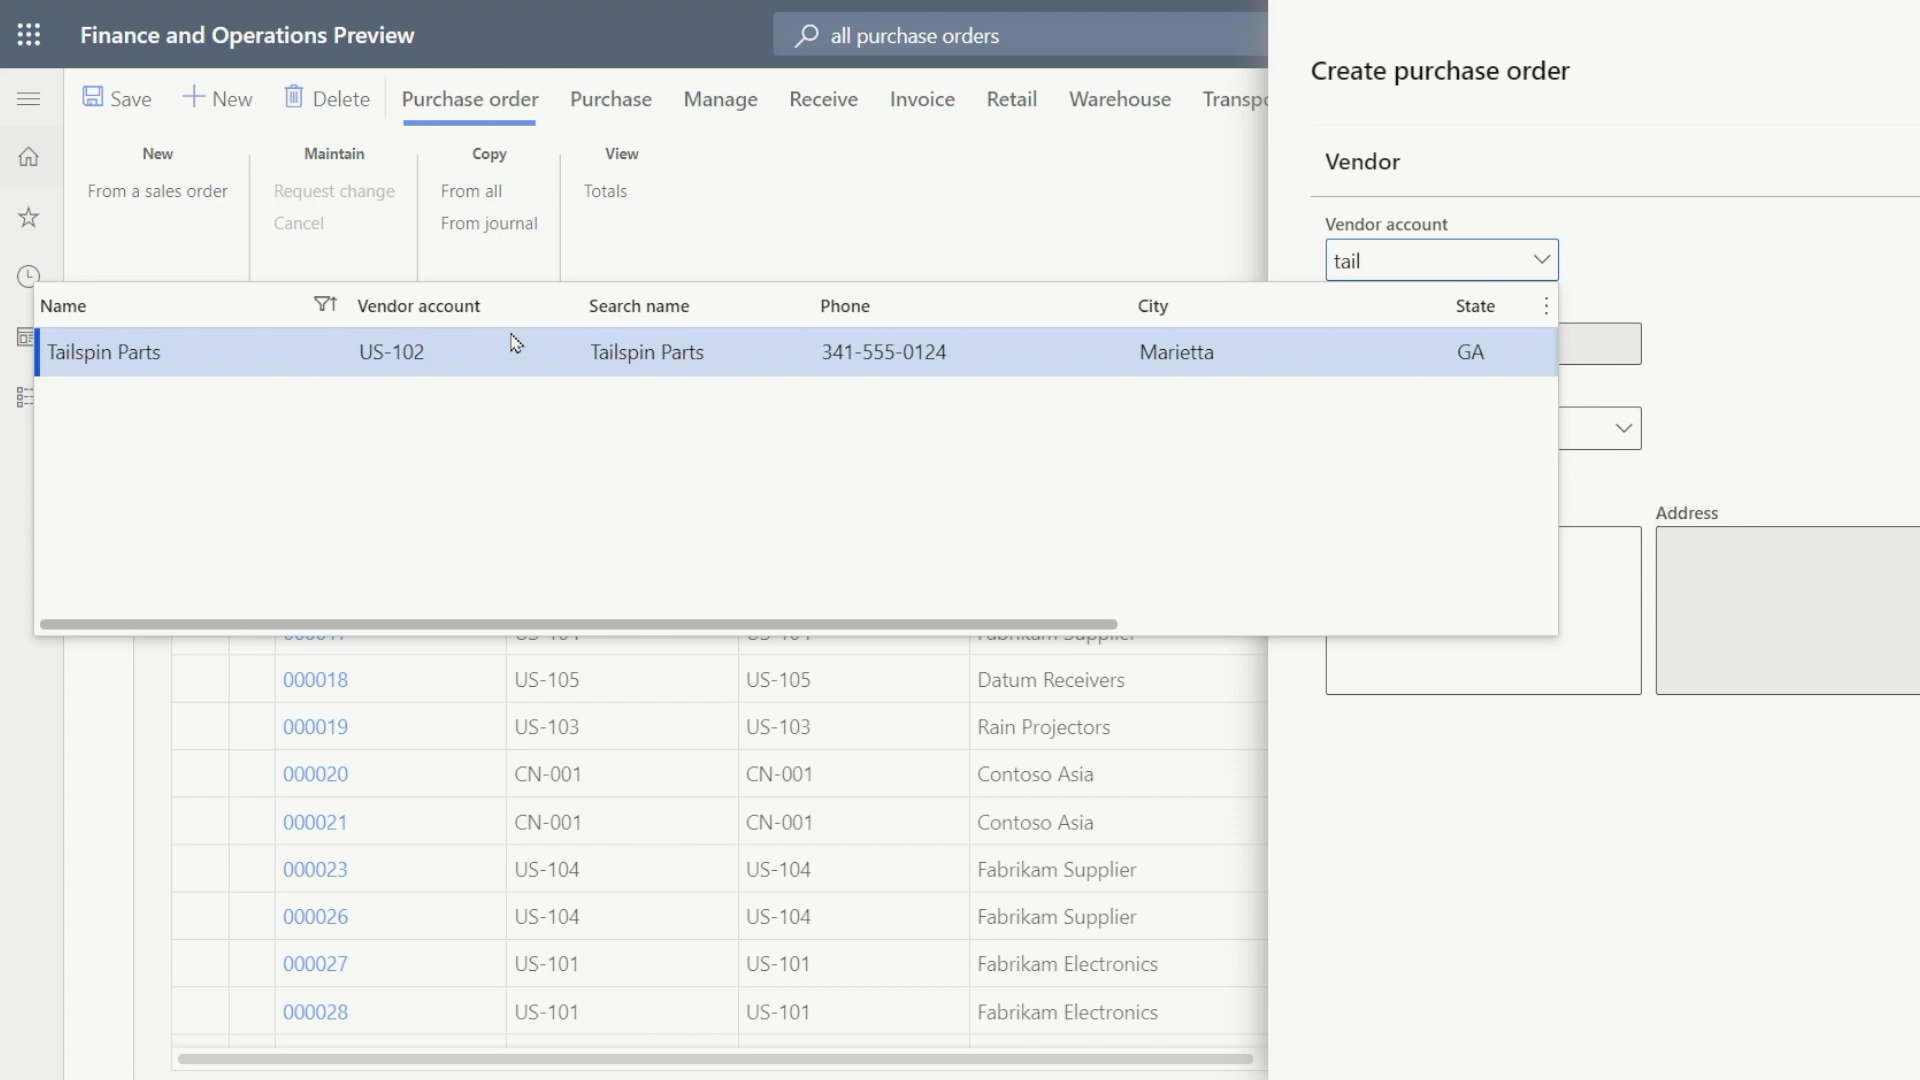 Finance and Operations Preview
all purchase orders
Save New Delete Purchase order Purchase Manage Receive Invoice Retail Warehouse Transpo
New Maintain Copy View
From a sales order Request change From all Totals
Cancel From journal
Create purchase order
Vendor
Vendor account
tail
Name Vendor account Search name Phone City State
Tailspin Parts US-102 Tailspin Parts 341-555-0124 Marietta GA
Address
Fabrikam Supplier
000018 US-105 US-105 Datum Receivers
000019 US-103 US-103 Rain Projectors
000020 CN-001 CN-001 Contoso Asia
000021 CN-001 CN-001 Contoso Asia
000023 US-104 US-104 Fabrikam Supplier
000026 US-104 US-104 Fabrikam Supplier
000027 US-101 US-101 Fabrikam Electronics
000028 US-101 US-101 Fabrikam Electronics